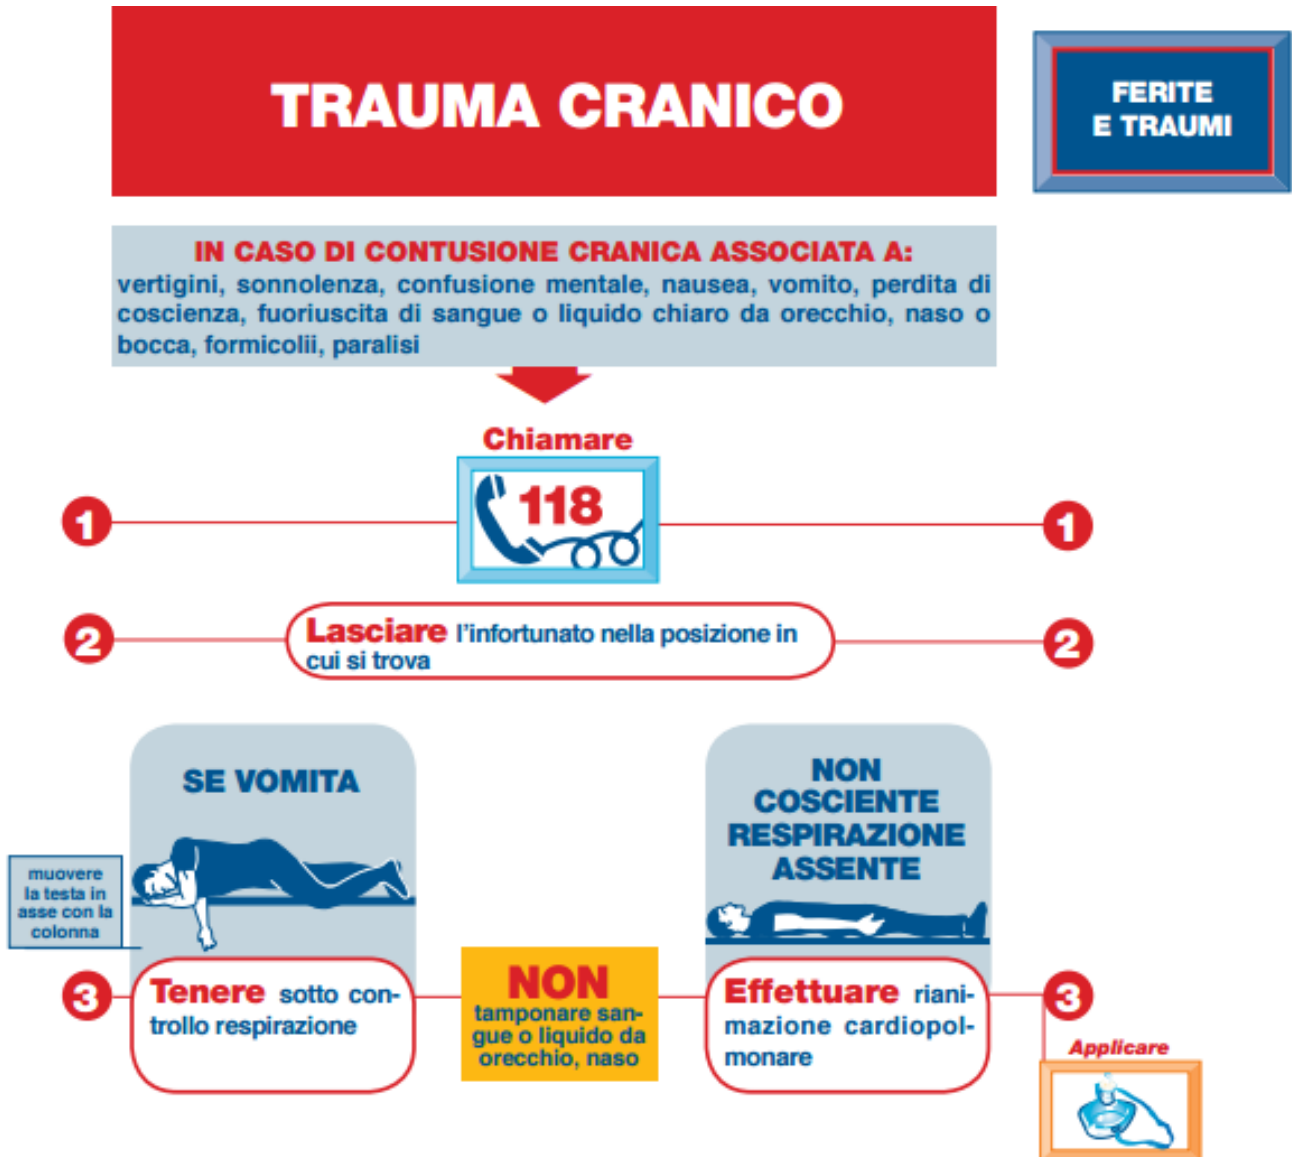 TRAUMA CRANICO
FERITE
E TRAUMI
IN CASO DI CONTUSIONE CRANICA ASSOCIATA A:
vertigini, sonnolenza, confusione mentale, nausea, vomito, perdita di
coscienza, fuoriuscita di sangue o liquido chiaro da orecchio, naso o
bocca, formicolii, paralisi
Chiamare
1
118
1
2
Lasciare l'infortunato nella posizione in
cui si trova
2
SE VOMITA
muovere
la testa in
asse con la
colonna
NON
COSCIENTE
RESPIRAZIONE
ASSENTE
3
Tenere sotto con-
trollo respirazione
NON
tamponare san-
gue o liquido da
orecchio, naso
Effettuare riani-
mazione cardiopol-
monare
3
Applicare